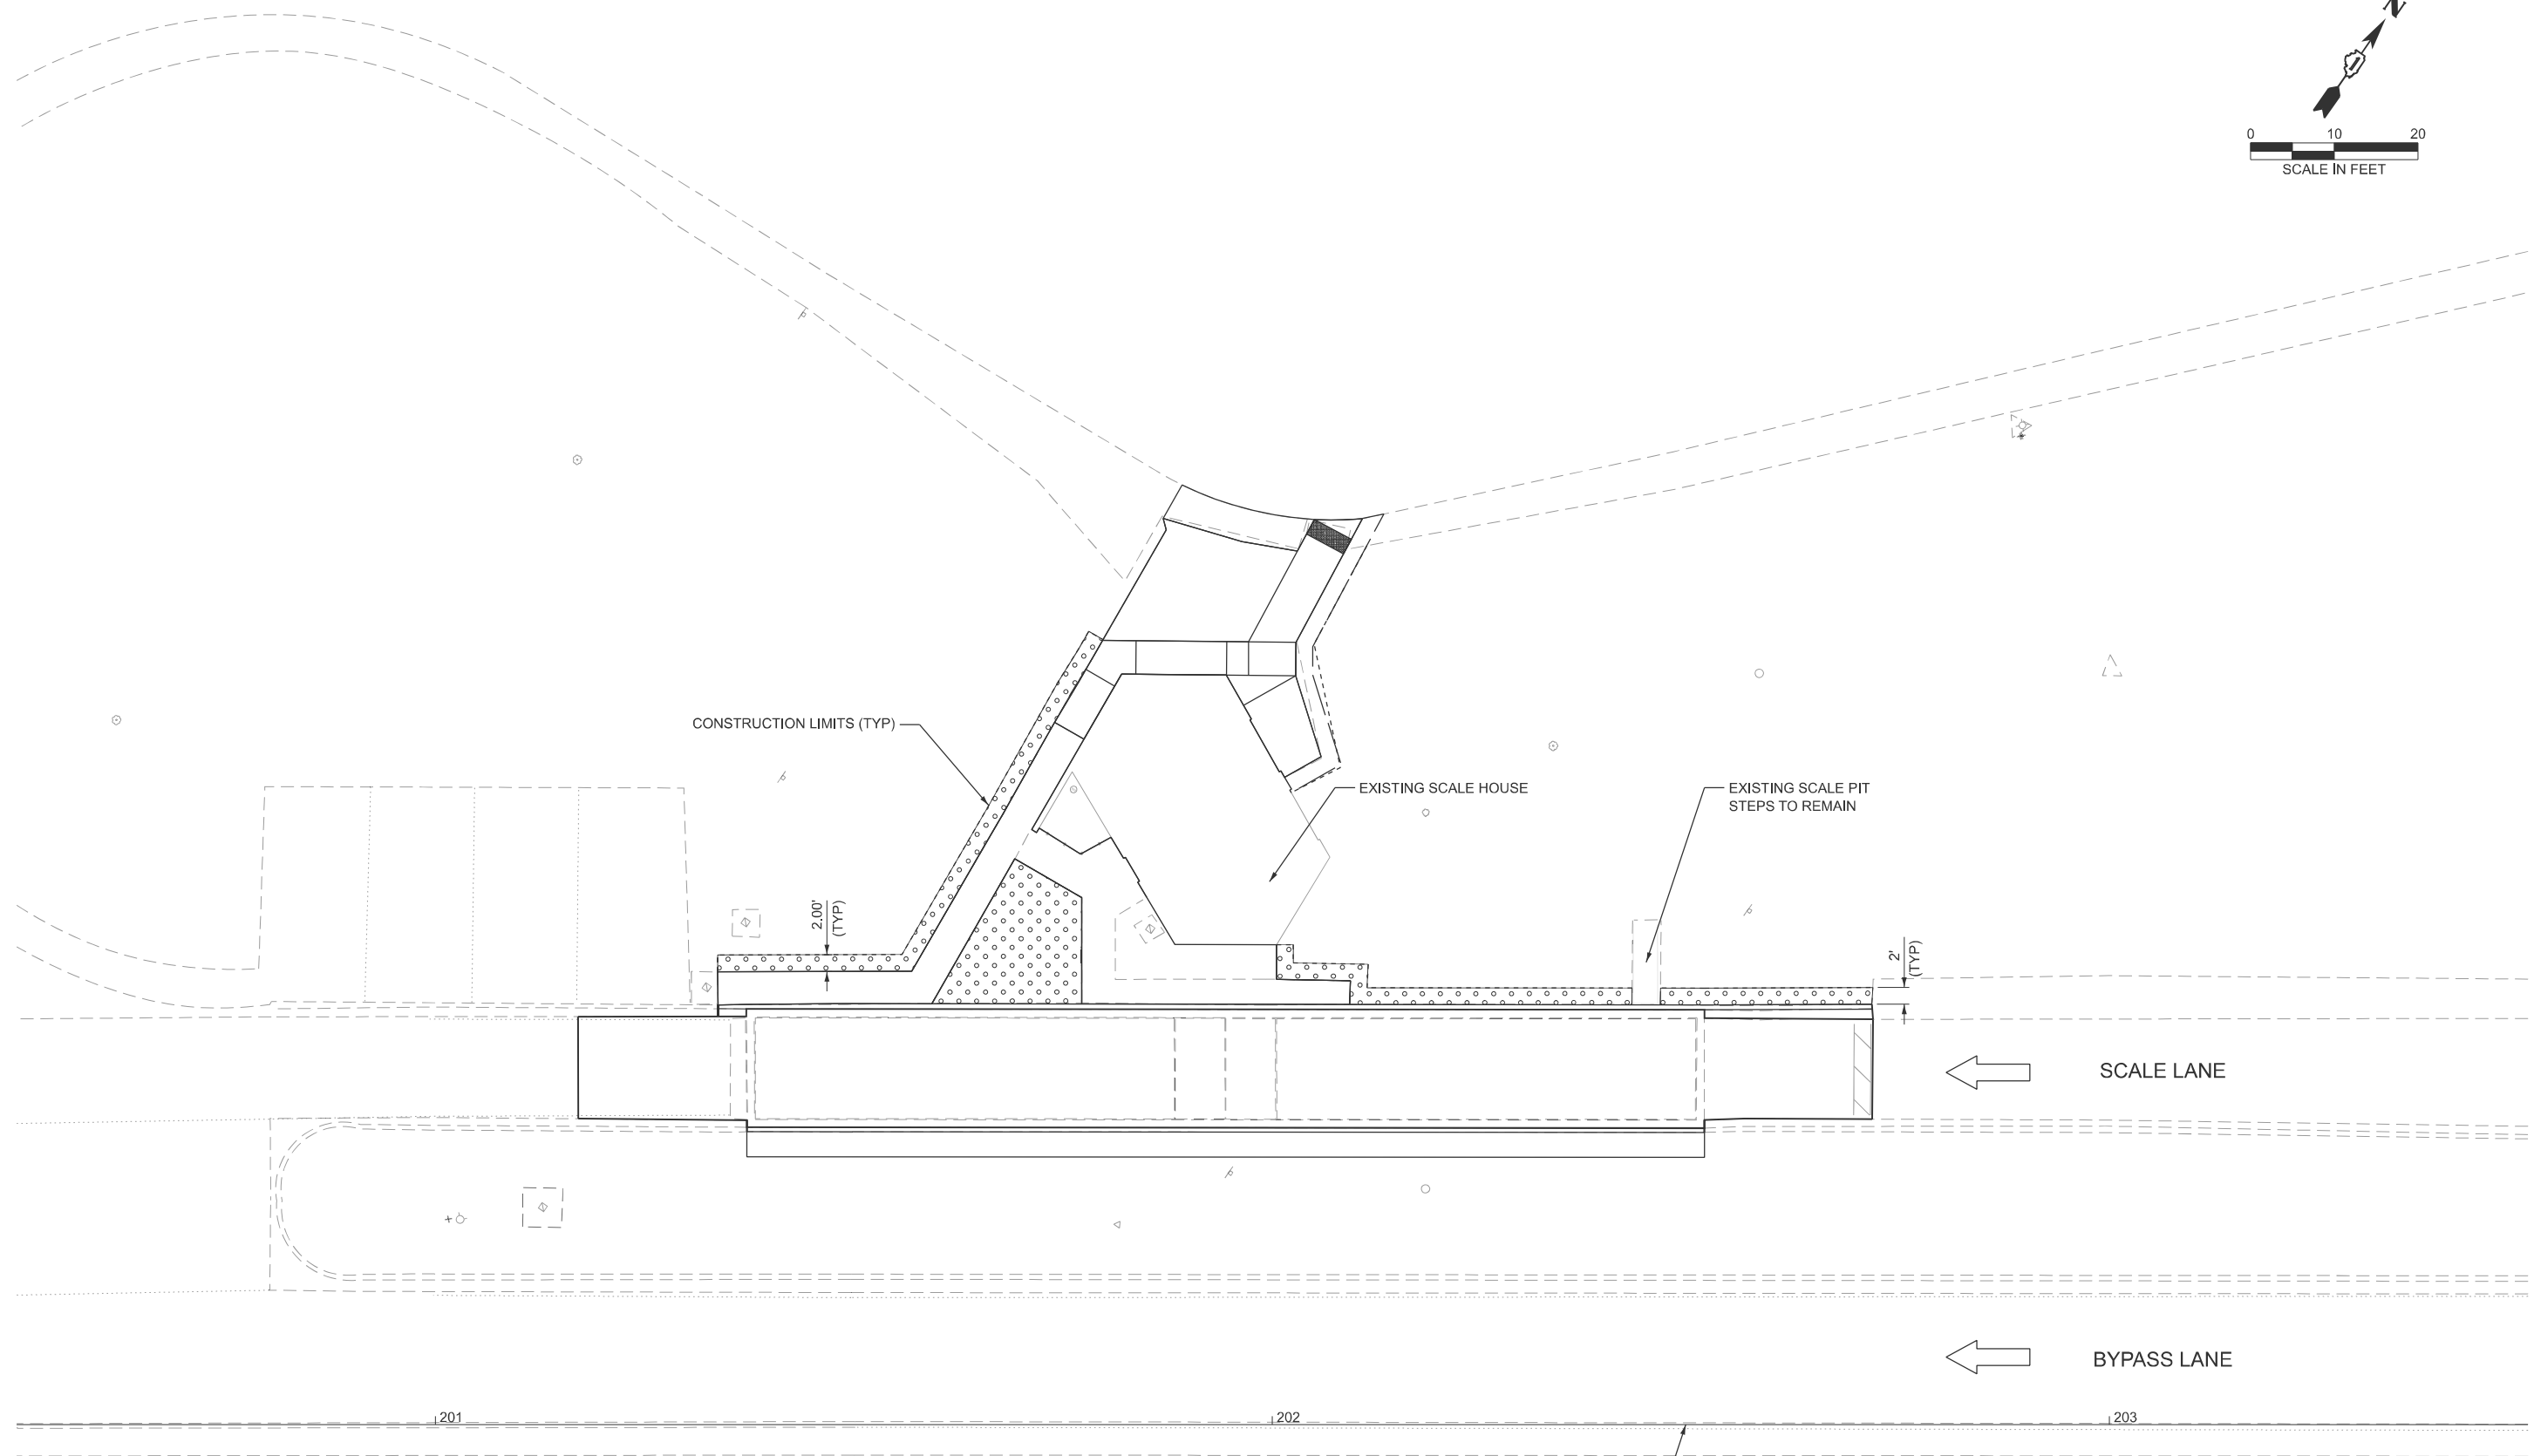 N
0 10 20
SCALE IN FEET
CONSTRUCTION LIMITS (TYP)
EXISTING SCALE HOUSE
EXISTING SCALE PIT
STEPS TO REMAIN
2.00'
(TYP)
2'
(TYP)
SCALE LANE
BYPASS LANE
201 202 203